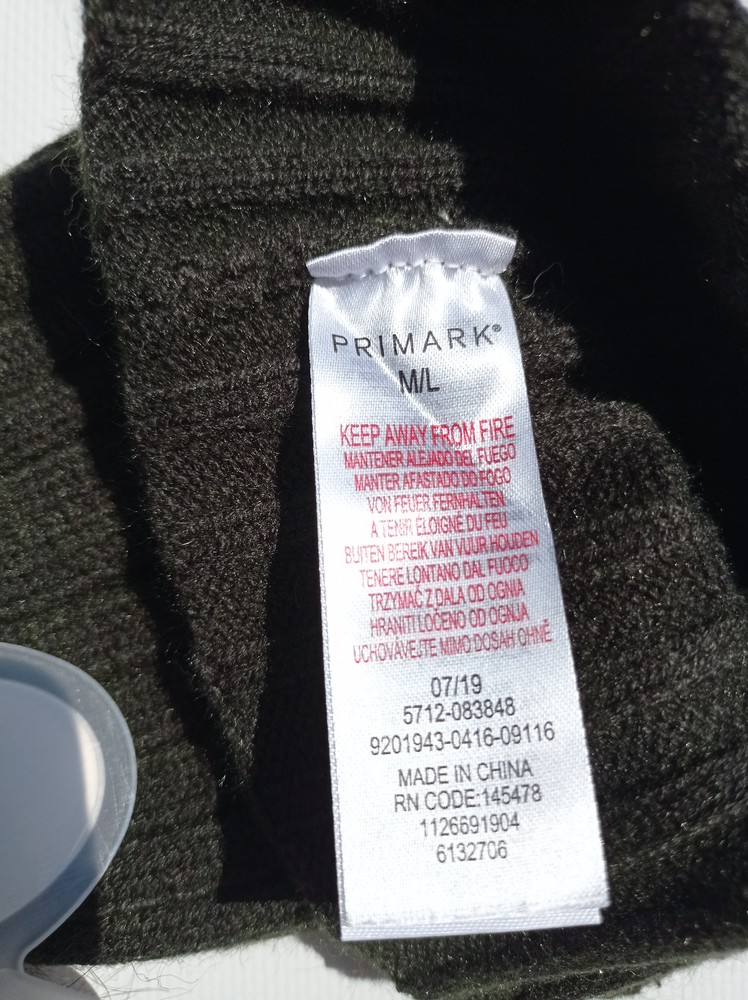 PRIMARK®
M/L
KEEP AWAY FROM FIRE
MANTENER ALEJADO DEL FUEGO
MANTER AFASTADO DO FOGO
VON FEUER FERNHALTEN
A TENIR ÉLOIGNÉ DU FEU
BUITEN BEREIK VAN VUUR HOUDEN
TENERE LONTANO DAL FUOCO
TRZYMAĆ Z DALA OD OGNIA
HRANITI LOČENO OD OGNJA
UCHOVÁVEJTE MIMO DOSAH OHNĚ
07/19
5712-083848
9201943-0416-09116
MADE IN CHINA
RN CODE:145478
1126691904
6132706